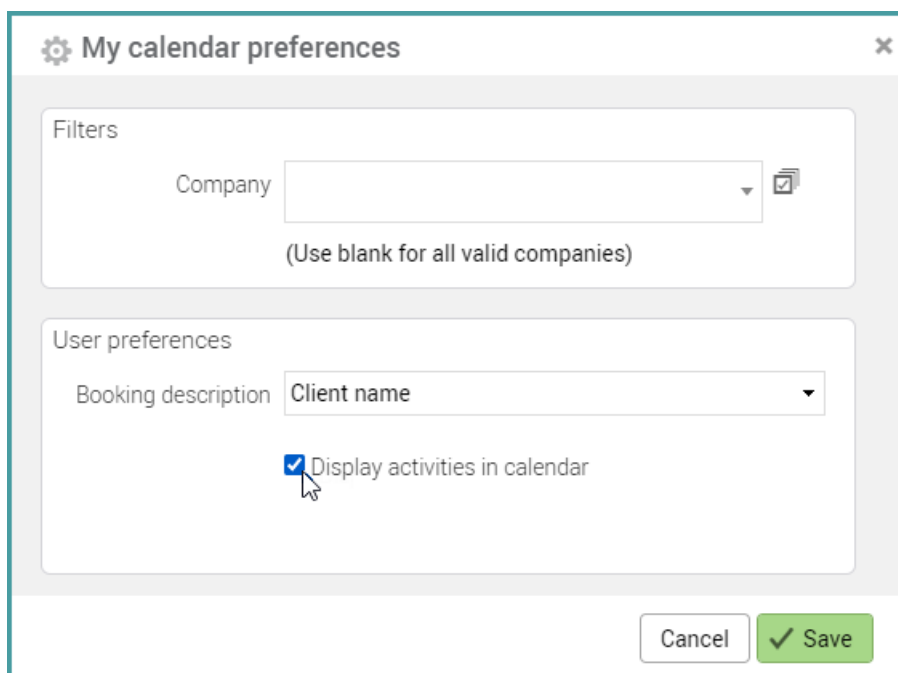 My calendar preferences
Filters
Company
(Use blank for all valid companies)
User preferences
Booking description Client name
Display activities in calendar
Cancel Save